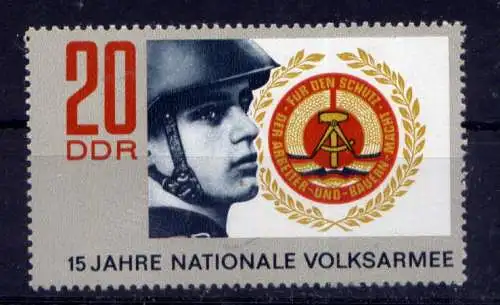 20
DDR
FÜR DEN SCHUTZ
DER ARBEITER-UND-BAUERN-MACHT
15 JAHRE NATIONALE VOLKSARMEE